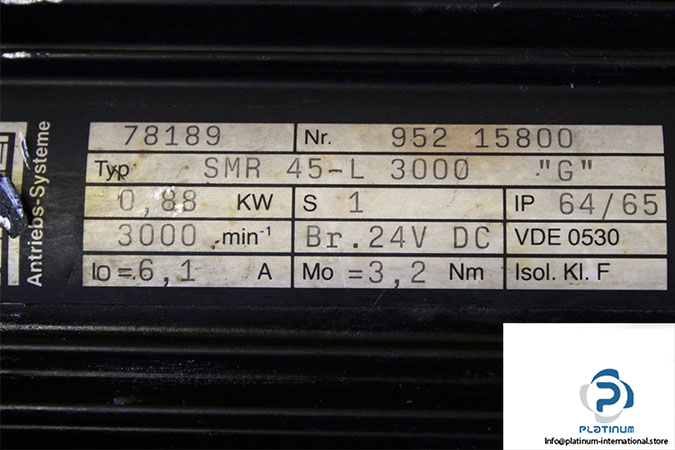 Antriebs-Systeme
78189 Nr. 952 15800
Typ SMR 45-L 3000 "G"
0,88 KW S 1 IP 64/65
3000 min⁻¹ Br.24V DC VDE 0530
Io=6,1 A Mo =3,2 Nm Isol. Kl. F
PLATINUM
Info@platinum-international.store